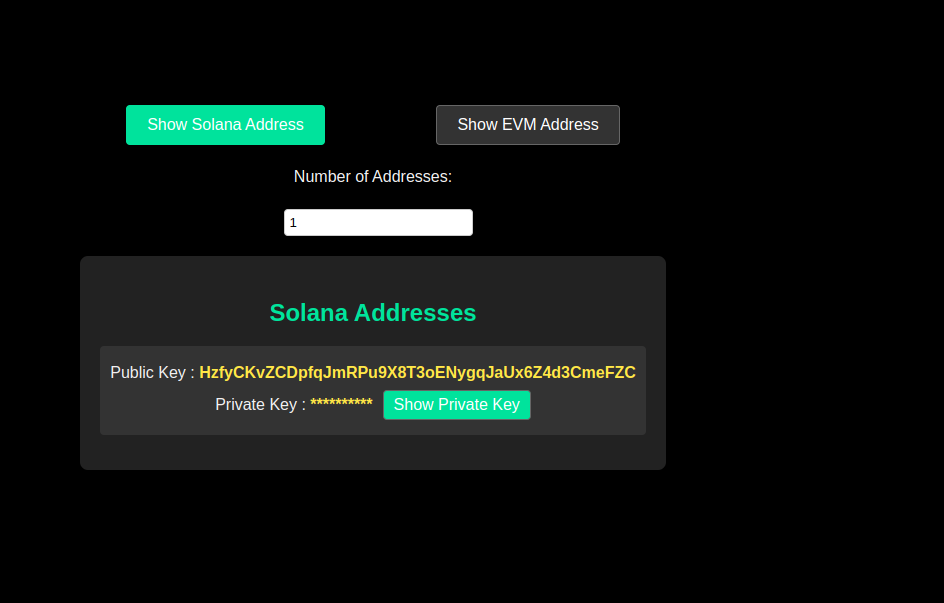 Show Solana Address
Show EVM Address
Number of Addresses:
1
Solana Addresses
Public Key : HzfyCKvZCDpfqJmRPu9X8T3oENygqJaUx6Z4d3CmeFZC
Private Key : ********** Show Private Key